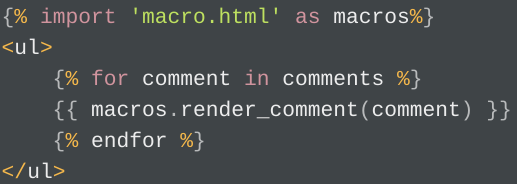 {% import 'macro.html' as macros%}
<ul>
    {% for comment in comments %}
    {{ macros.render_comment(comment) }}
    {% endfor %}
</ul>